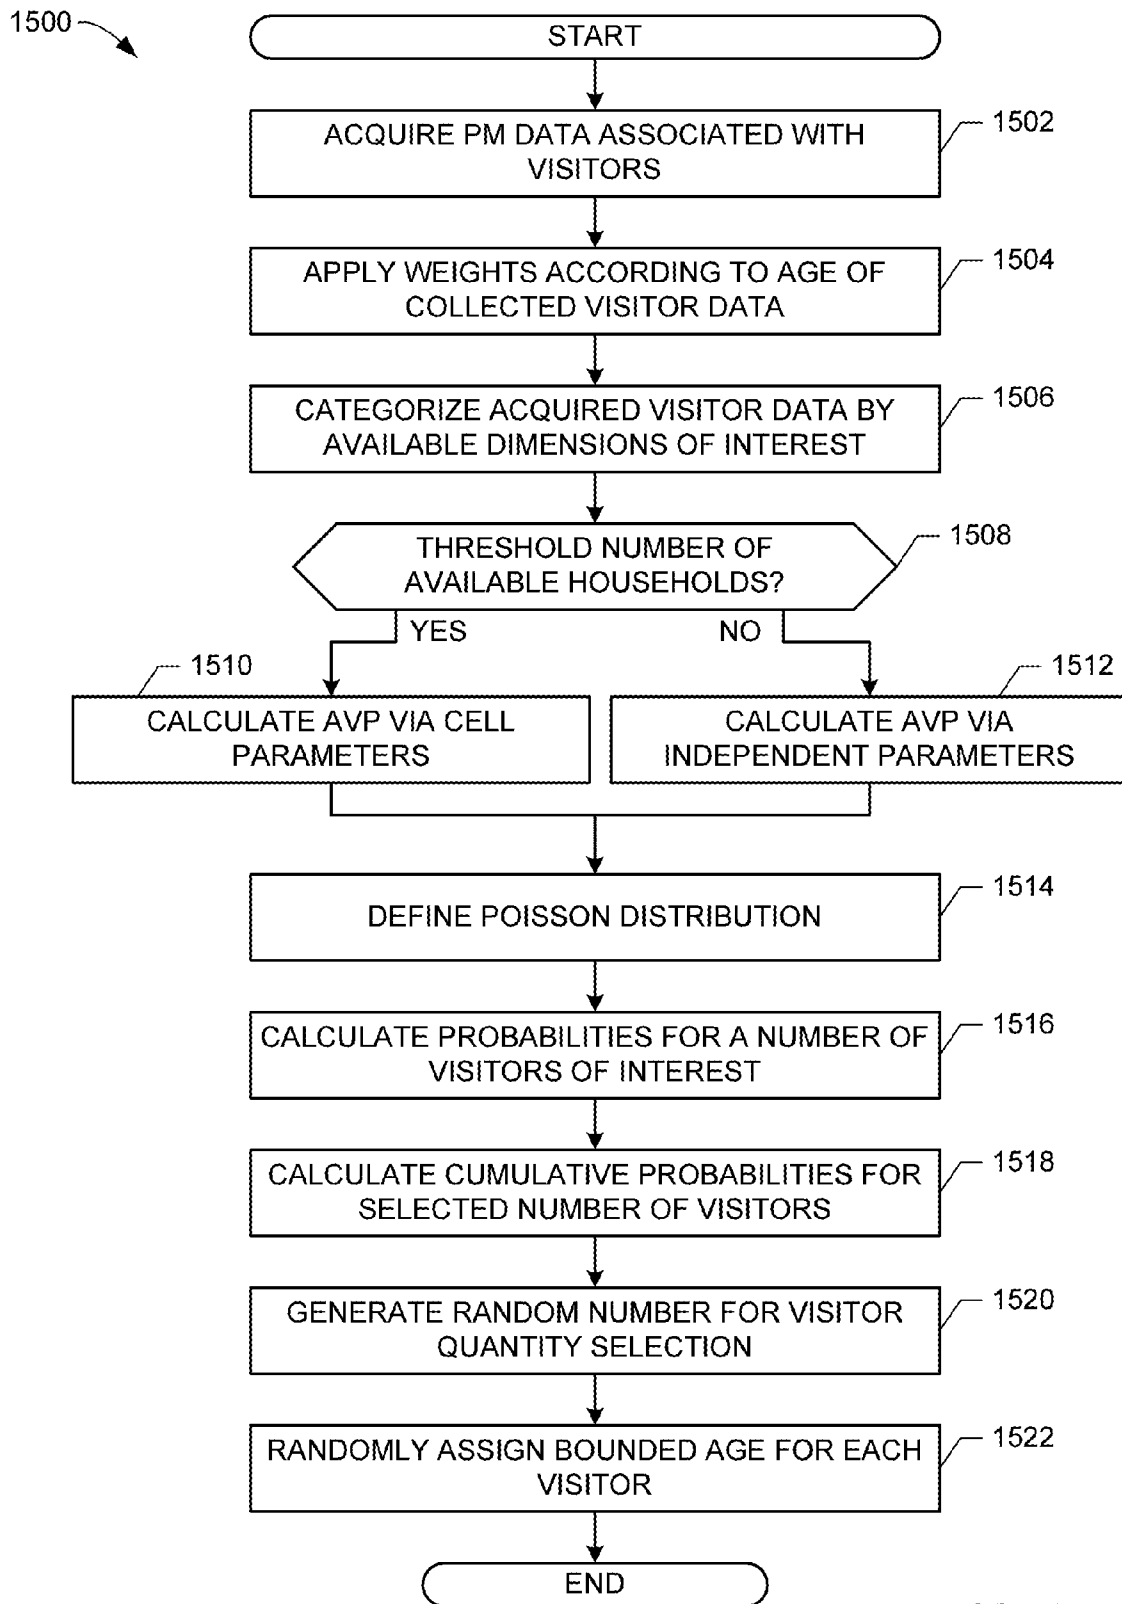 1500
START
1502
ACQUIRE PM DATA ASSOCIATED WITH
VISITORS
1504
APPLY WEIGHTS ACCORDING TO AGE OF
COLLECTED VISITOR DATA
1506
CATEGORIZE ACQUIRED VISITOR DATA BY
AVAILABLE DIMENSIONS OF INTEREST
1508
THRESHOLD NUMBER OF
AVAILABLE HOUSEHOLDS?
YES
NO
1510
CALCULATE AVP VIA CELL
PARAMETERS
1512
CALCULATE AVP VIA
INDEPENDENT PARAMETERS
1514
DEFINE POISSON DISTRIBUTION
1516
CALCULATE PROBABILITIES FOR A NUMBER OF
VISITORS OF INTEREST
1518
CALCULATE CUMULATIVE PROBABILITIES FOR
SELECTED NUMBER OF VISITORS
1520
GENERATE RANDOM NUMBER FOR VISITOR
QUANTITY SELECTION
1522
RANDOMLY ASSIGN BOUNDED AGE FOR EACH
VISITOR
END